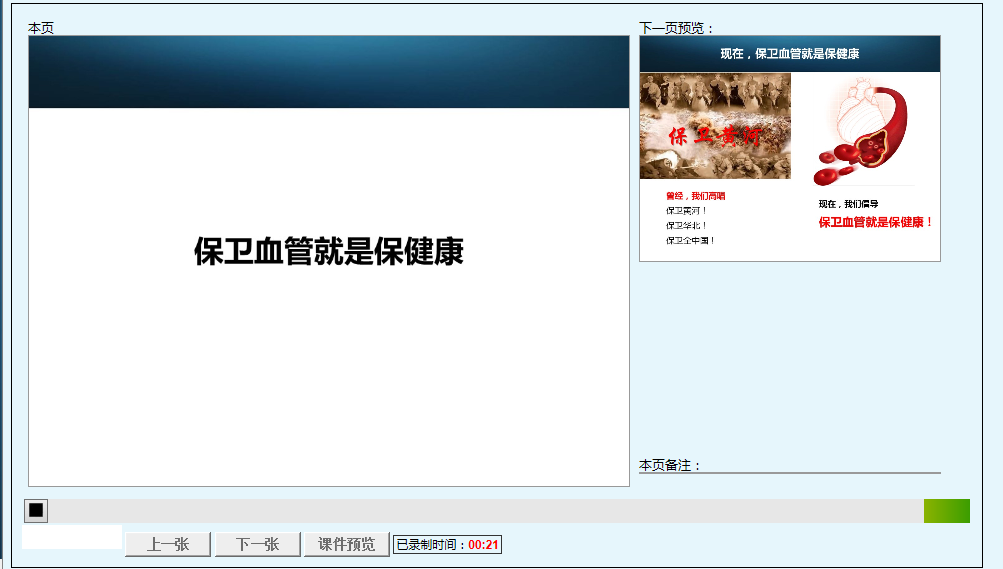 本页
保卫血管就是保健康
下一页预览：
现在，保卫血管就是保健康
保卫黄河
曾经，我们高唱
保卫黄河！
保卫华北！
保卫全中国！
现在，我们倡导
保卫血管就是保健康！
本页备注：
上一张
下一张
课件预览
已录制时间：00:21